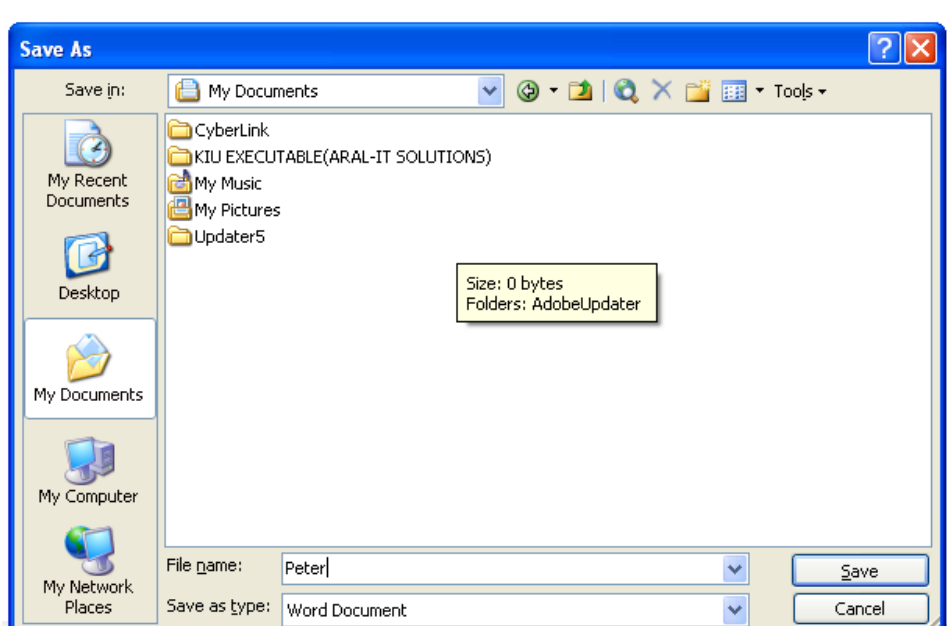 Save As
Save in:
My Documents
Tools
My Recent
Documents
Desktop
My Documents
My Computer
My Network
Places
CyberLink
KIU EXECUTABLE(ARAL-IT SOLUTIONS)
My Music
My Pictures
Updater5
Size: 0 bytes
Folders: AdobeUpdater
File name:
Peter
Save
Save as type:
Word Document
Cancel